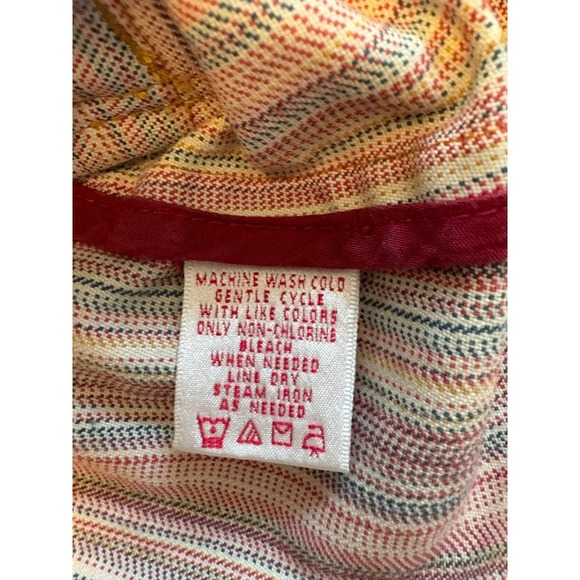 MACHINE WASH COLD
GENTLE CYCLE
WITH LIKE COLORS
ONLY NON-CHLORINE
BLEACH
WHEN NEEDED
LINE DRY
STEAM IRON
AS NEEDED